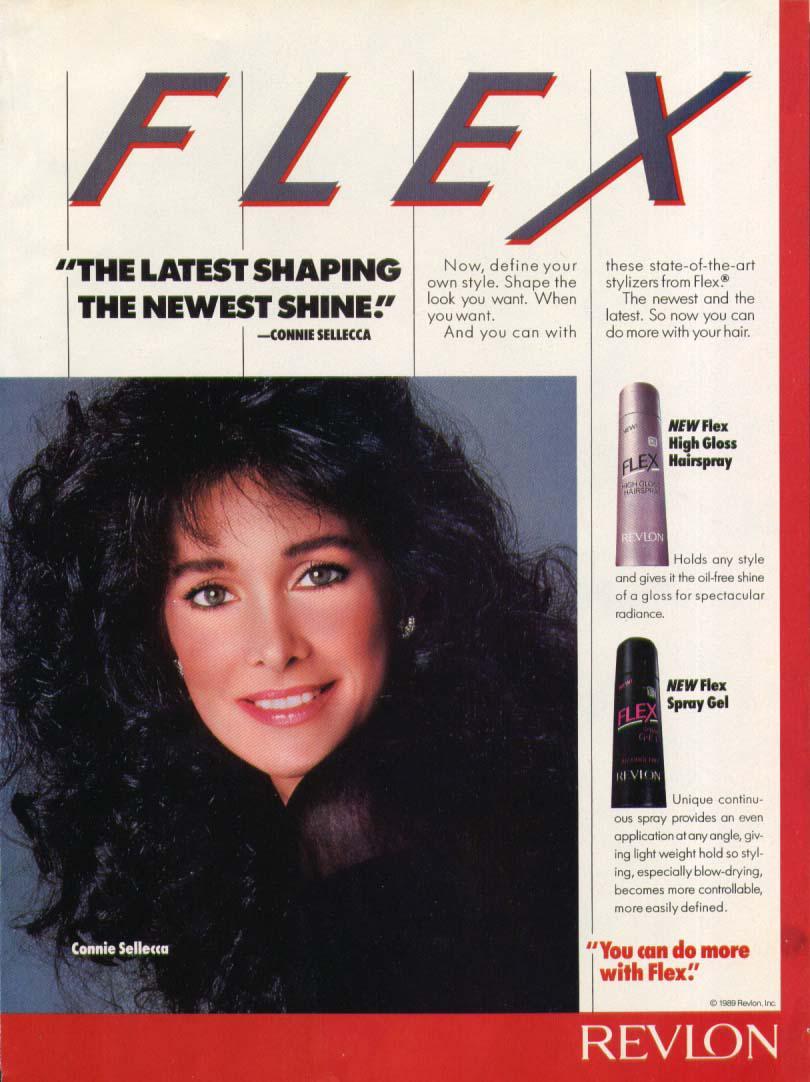 FLEX
"THE LATEST SHAPING
THE NEWEST SHINE."
—CONNIE SELLECCA
Now, define your
own style. Shape the
look you want. When
you want.
And you can with
these state-of-the-art
stylizers from Flex.®
The newest and the
latest. So now you can
do more with your hair.
NEW!
FLEX
HIGH GLOSS
HAIRSPRAY
REVLON
NEW Flex
High Gloss
Hairspray
Holds any style
and gives it the oil-free shine
of a gloss for spectacular
radiance.
NEW!
FLEX
SPRAY
GEL
ALCOHOL FREE
REVLON
NEW Flex
Spray Gel
Unique continu-
ous spray provides an even
application at any angle, giv-
ing light weight hold so styl-
ing, especially blow-drying,
becomes more controllable,
more easily defined.
Connie Sellecca
"You can do more
with Flex."
© 1989 Revlon, Inc.
REVLON